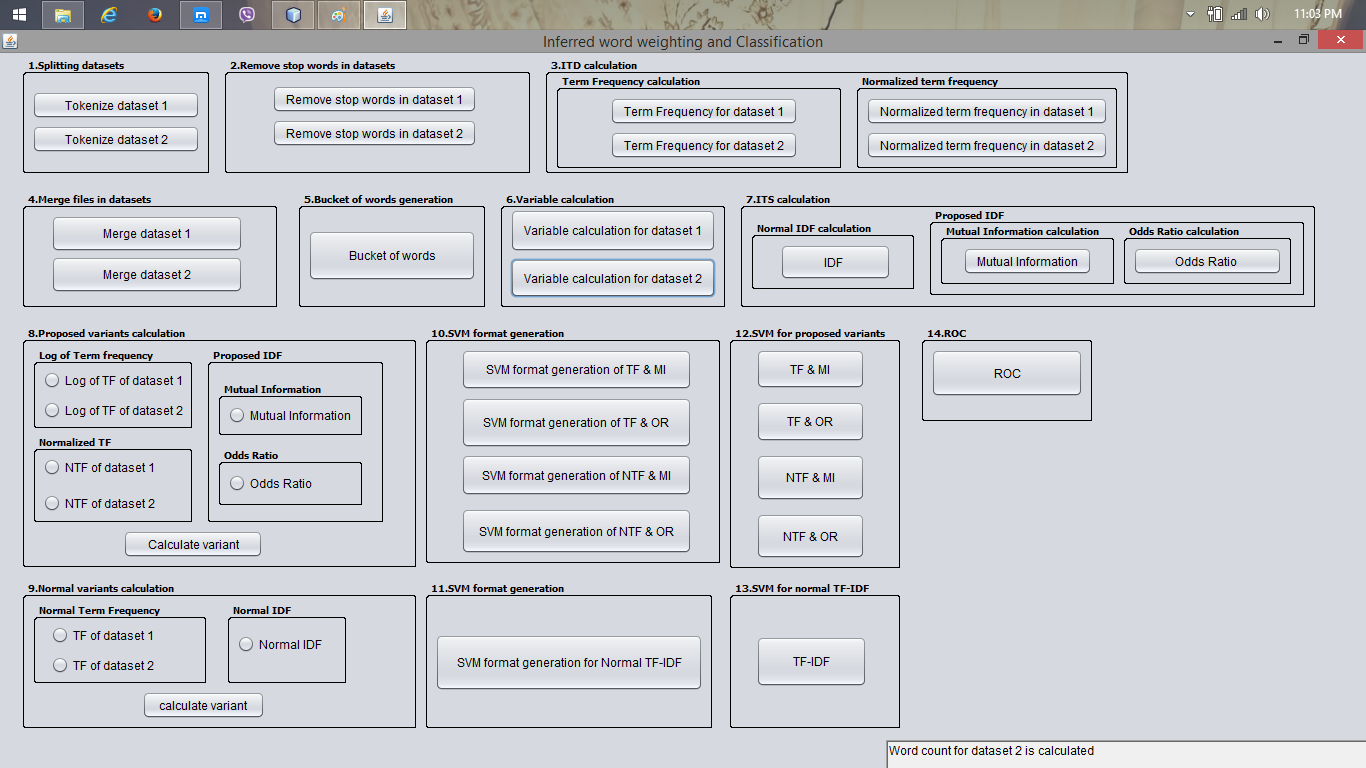 11:03 PM
Inferred word weighting and Classification
1.Splitting datasets
Tokenize dataset 1
Tokenize dataset 2
2.Remove stop words in datasets
Remove stop words in dataset 1
Remove stop words in dataset 2
3.ITD calculation
Term Frequency calculation
Term Frequency for dataset 1
Term Frequency for dataset 2
Normalized term frequency
Normalized term frequency in dataset 1
Normalized term frequency in dataset 2
4.Merge files in datasets
Merge dataset 1
Merge dataset 2
5.Bucket of words generation
Bucket of words
6.Variable calculation
Variable calculation for dataset 1
Variable calculation for dataset 2
7.ITS calculation
Normal IDF calculation
IDF
Proposed IDF
Mutual Information calculation
Mutual Information
Odds Ratio calculation
Odds Ratio
8.Proposed variants calculation
Log of Term frequency
Log of TF of dataset 1
Log of TF of dataset 2
Normalized TF
NTF of dataset 1
NTF of dataset 2
Proposed IDF
Mutual Information
Mutual Information
Odds Ratio
Odds Ratio
Calculate variant
10.SVM format generation
SVM format generation of TF & MI
SVM format generation of TF & OR
SVM format generation of NTF & MI
SVM format generation of NTF & OR
12.SVM for proposed variants
TF & MI
TF & OR
NTF & MI
NTF & OR
14.ROC
ROC
9.Normal variants calculation
Normal Term Frequency
TF of dataset 1
TF of dataset 2
Normal IDF
Normal IDF
calculate variant
11.SVM format generation
SVM format generation for Normal TF-IDF
13.SVM for normal TF-IDF
TF-IDF
Word count for dataset 2 is calculated